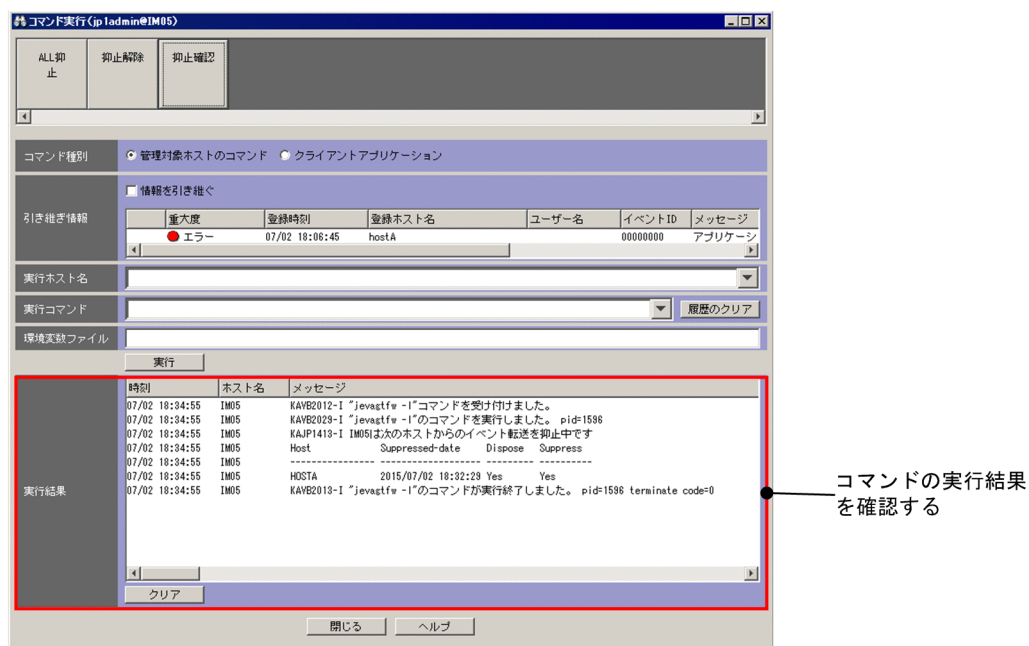 コマンド実行(jp1admin@IM05)
ALL抑
止
抑止解除
抑止確認
コマンド種別
管理対象ホストのコマンド
クライアントアプリケーション
引き継ぎ情報
情報を引き継ぐ
重大度 登録時刻 登録ホスト名 ユーザー名 イベントID メッセージ
エラー 07/02 18:06:45 hostA 00000000 アプリケーシ
実行ホスト名
実行コマンド
履歴のクリア
環境変数ファイル
実行
実行結果
時刻 ホスト名 メッセージ
07/02 18:34:55 IM05 KAVB2012-I "jevagtfw -l"コマンドを受け付けました。
07/02 18:34:55 IM05 KAVB2029-I "jevagtfw -l"のコマンドを実行しました。 pid=1596
07/02 18:34:55 IM05 KAJP1413-I IM05は次のホストからのイベント転送を抑止中です
07/02 18:34:55 IM05 Host Suppressed-date Dispose Suppress
07/02 18:34:55 IM05 --------------- ------------------- --------- ----------
07/02 18:34:55 IM05 HOSTA 2015/07/02 18:32:29 Yes Yes
07/02 18:34:55 IM05 KAVB2013-I "jevagtfw -l"のコマンドが実行終了しました。 pid=1596 terminate code=0
クリア
閉じる
ヘルプ
コマンドの実行結果
を確認する